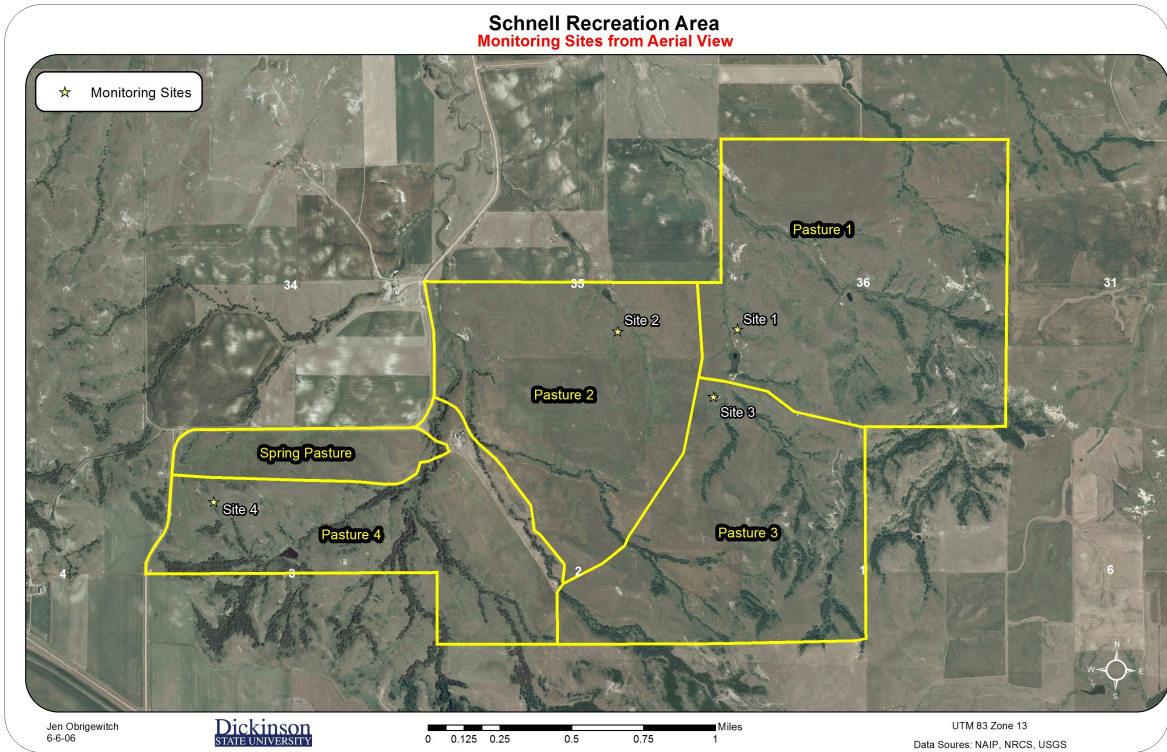 Schnell Recreation Area
Monitoring Sites from Aerial View
Monitoring Sites
Pasture 1
34
35
36
31
Site 2
Site 1
Pasture 2
Site 3
Spring Pasture
Site 4
Pasture 4
Pasture 3
4
3
2
1
6
N
W
E
S
Jen Obrigewitch
6-6-06
Dickinson
STATE UNIVERSITY
Miles
0 0.125 0.25 0.5 0.75 1
UTM 83 Zone 13
Data Soures: NAIP, NRCS, USGS